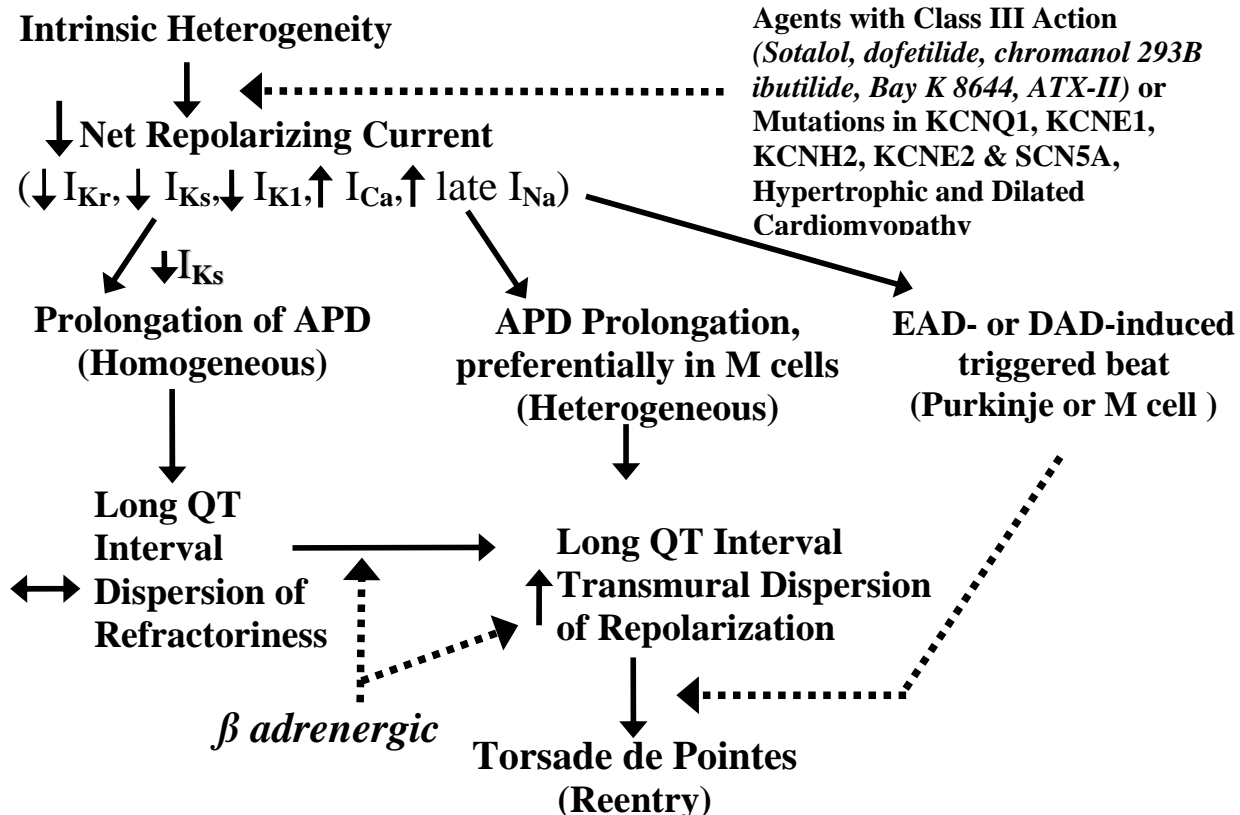 Intrinsic Heterogeneity
Agents with Class III Action
(Sotalol, dofetilide, chromanol 293B
ibutilide, Bay K 8644, ATX-II) or
Mutations in KCNQ1, KCNE1,
KCNH2, KCNE2 & SCN5A,
Hypertrophic and Dilated
Cardiomyopathy
↓ Net Repolarizing Current
(↓ IKr, ↓ IKs, ↓ IK1, ↑ ICa, ↑ late INa)
↓IKs
Prolongation of APD
(Homogeneous)
APD Prolongation,
preferentially in M cells
(Heterogeneous)
EAD- or DAD-induced
triggered beat
(Purkinje or M cell )
Long QT
Interval
↔ Dispersion of
Refractoriness
Long QT Interval
↑ Transmural Dispersion
of Repolarization
β adrenergic
Torsade de Pointes
(Reentry)